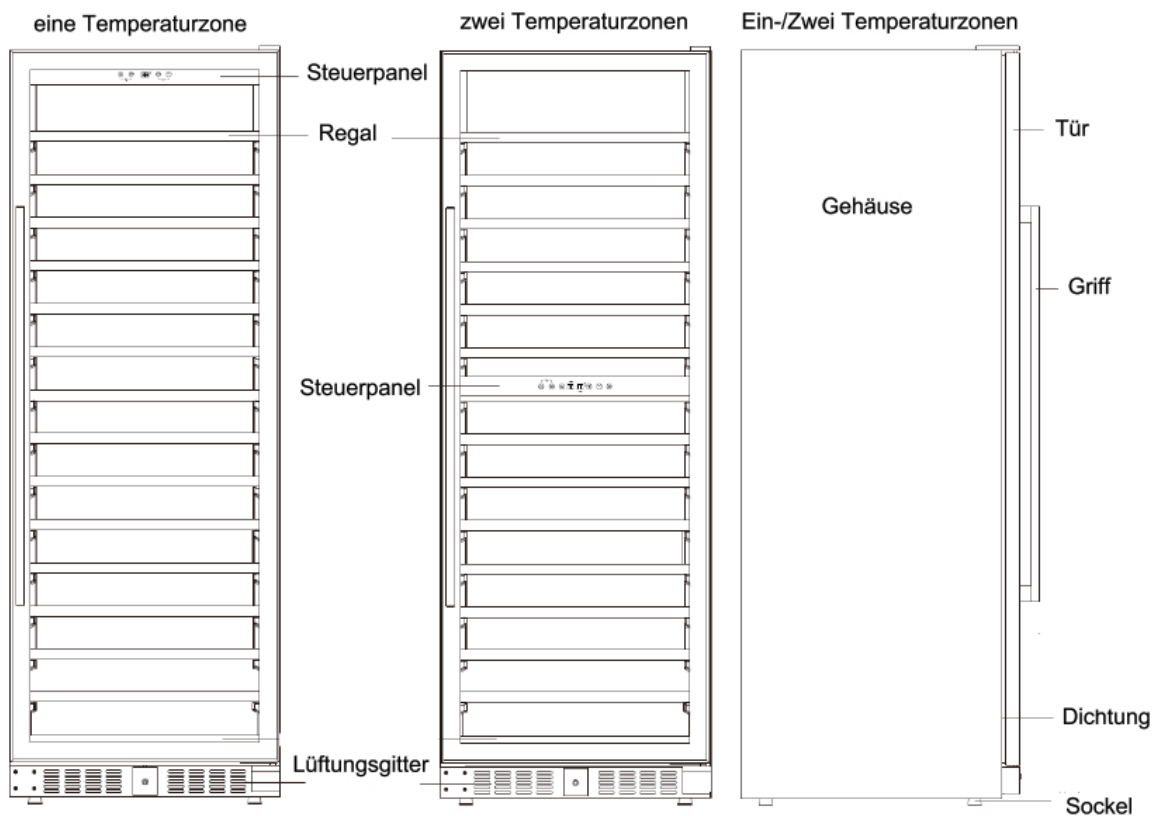 eine Temperaturzone
zwei Temperaturzonen
Ein-/Zwei Temperaturzonen
Steuerpanel
Regal
Tür
Gehäuse
Griff
Steuerpanel
Dichtung
Lüftungsgitter
Sockel